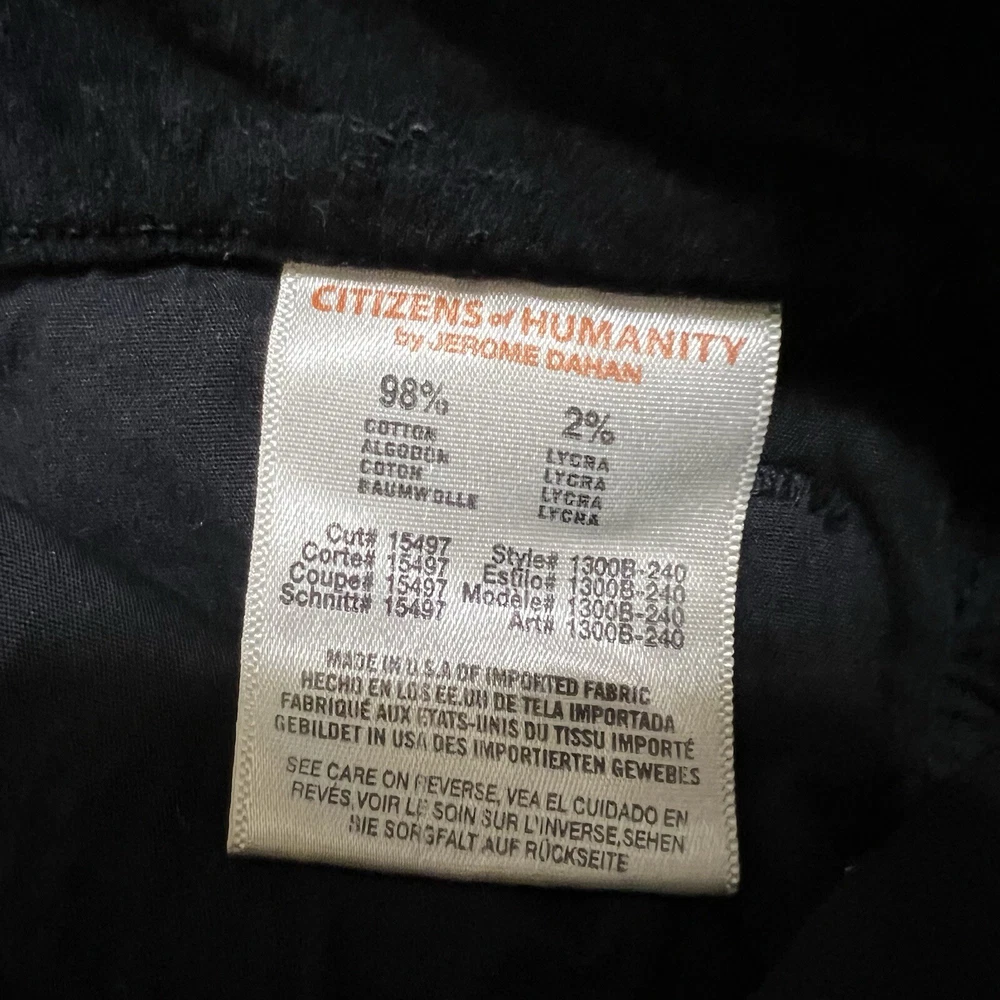 CITIZENS of HUMANITY
by JEROME DAHAN
98%
COTTON
ALGODON
COTON
BAUMWOLLE
2%
LYCRA
LYCRA
LYCRA
LYCRA
Cut# 15497
Corte# 15497
Coupe# 15497
Schnitt# 15497
Style# 1300B-240
Estilo# 1300B-240
Modele# 1300B-240
Art# 1300B-240
MADE IN U.S.A OF IMPORTED FABRIC
HECHO EN LOS EE.UU DE TELA IMPORTADA
FABRIQUÉ AUX ETATS-UNIS DU TISSU IMPORTÉ
GEBILDET IN USA DES IMPORTIERTEN GEWEBES
SEE CARE ON REVERSE, VEA EL CUIDADO EN
REVÉS, VOIR LE SOIN SUR L'INVERSE, SEHEN
SIE SORGFALT AUF RÜCKSEITE